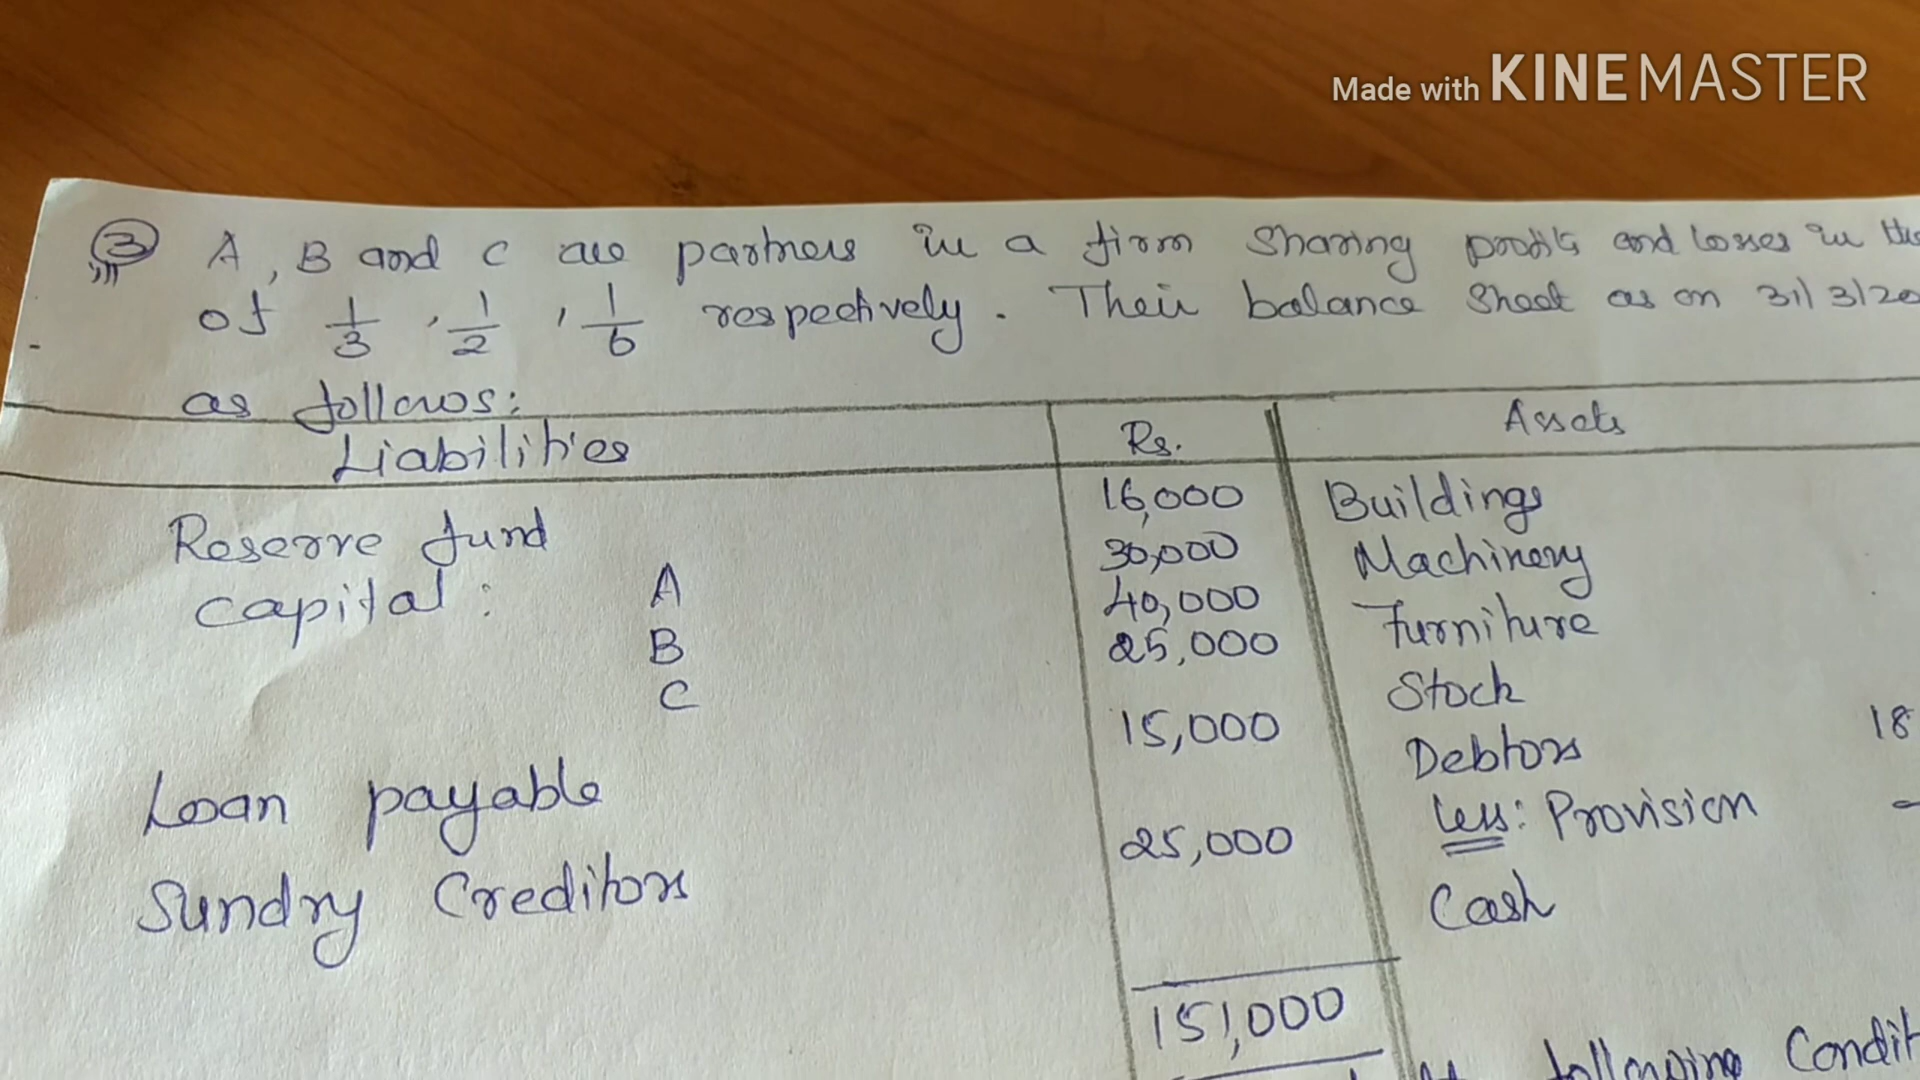 Made with KINEMASTER
3 A, B and C are partners in a firm sharing profits and losses in the
of 1/3, 1/2, 1/6 respectively. Their balance sheet as on 31/3/20
as follows:
Liabilities Rs. Assets
Reserve fund 16,000 Buildings
Capital: A 30,000 Machinery
B 40,000 Furniture
C 25,000 Stock
Loan payable 15,000 Debtors 18
Less: Provision
Sundry Creditors 25,000 Cash
151,000
following Condit